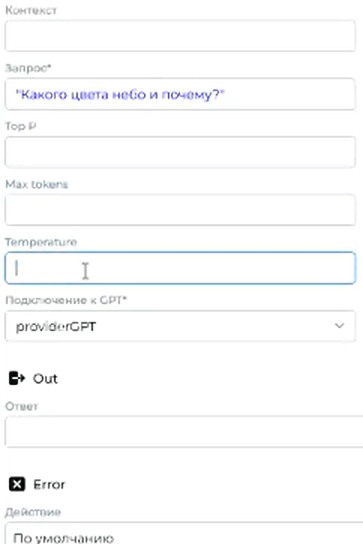 Контекст
Запрос*
"Какого цвета небо и почему?"
Top P
Max tokens
Temperature
Подключение к GPT*
providerGPT
Out
Ответ
Error
Действие
По умолчанию